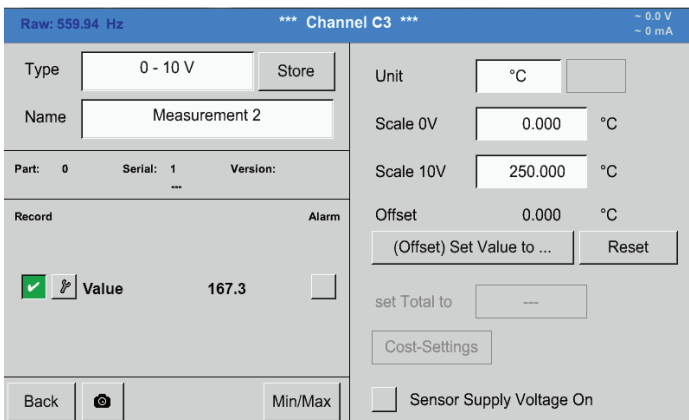 Raw: 559.94 Hz
*** Channel C3 ***
~ 0.0 V
~ 0 mA
Type
0 - 10 V
Store
Name
Measurement 2
Part: 0 Serial: 1 Version:
---
Record Alarm
Value 167.3
Back
Min/Max
Unit °C
Scale 0V 0.000 °C
Scale 10V 250.000 °C
Offset 0.000 °C
(Offset) Set Value to ... Reset
set Total to ---
Cost-Settings
Sensor Supply Voltage On